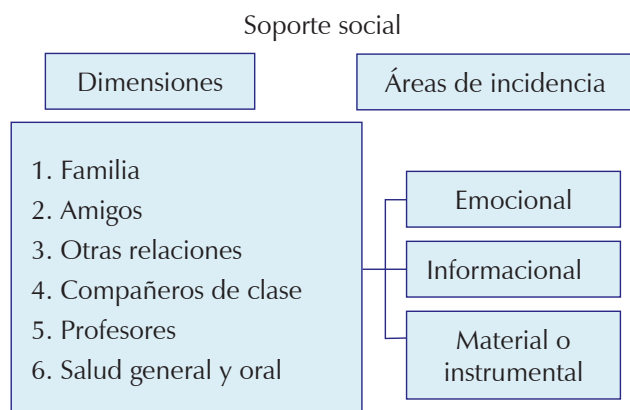 Soporte social
Dimensiones
Áreas de incidencia
1. Familia
2. Amigos
3. Otras relaciones
4. Compañeros de clase
5. Profesores
6. Salud general y oral
Emocional
Informacional
Material o
instrumental